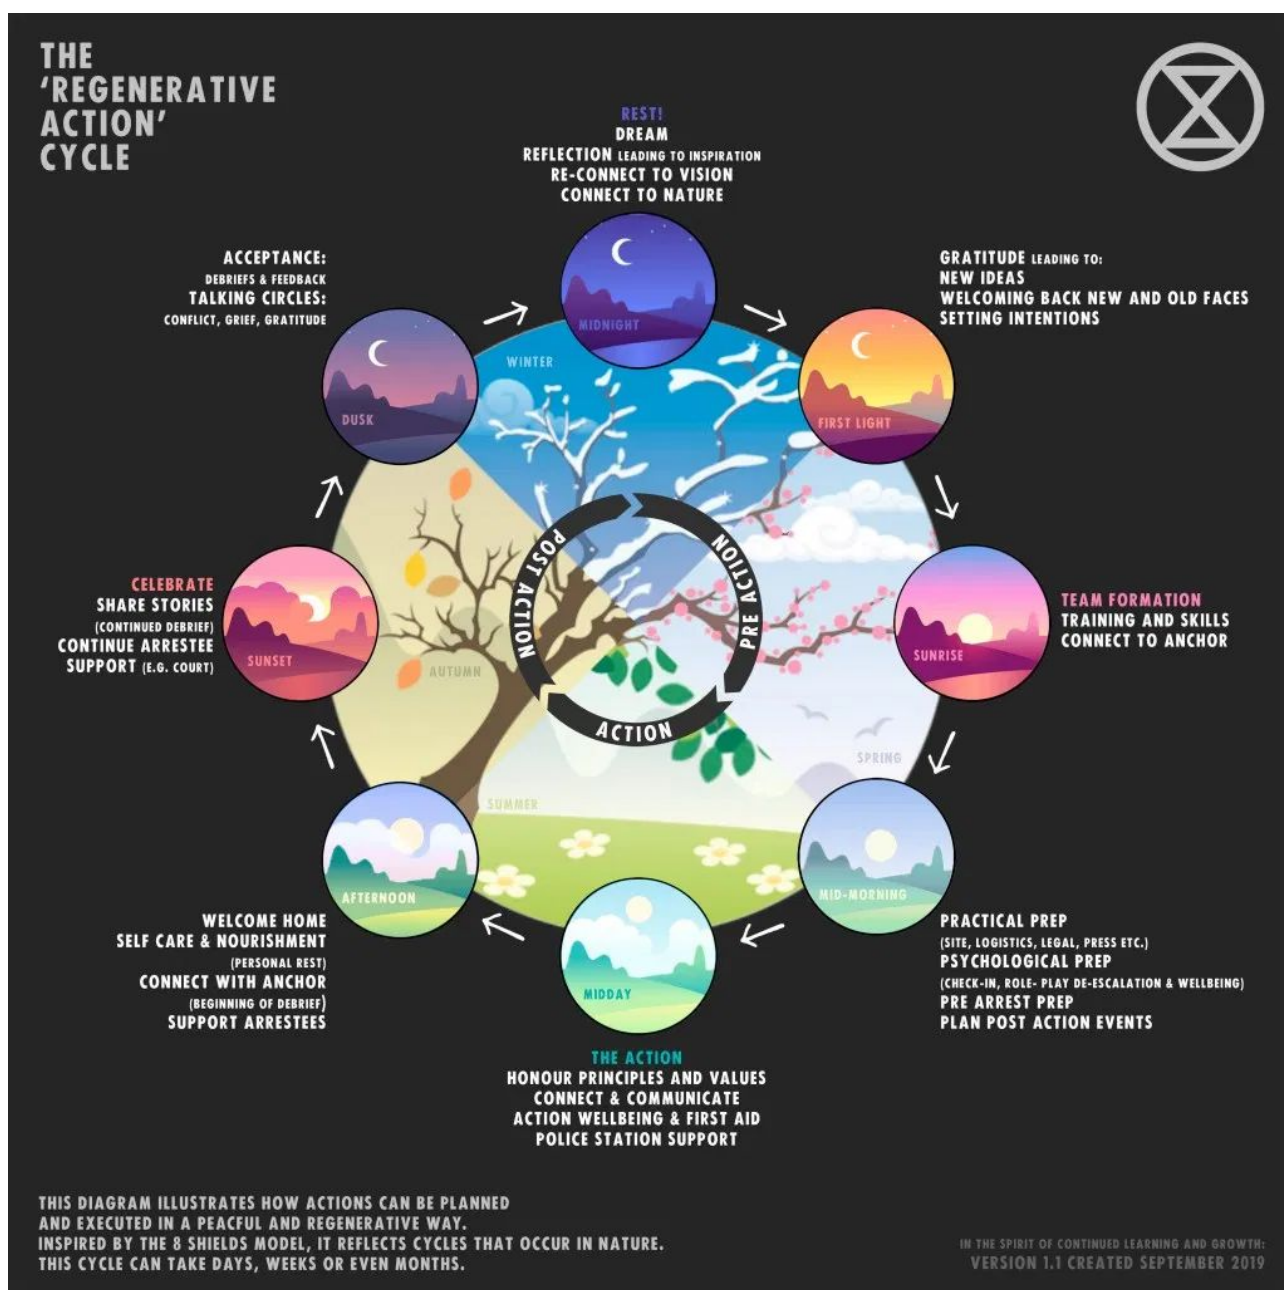 THE
'REGENERATIVE
ACTION'
CYCLE
REST!
DREAM
REFLECTION LEADING TO INSPIRATION
RE-CONNECT TO VISION
CONNECT TO NATURE
MIDNIGHT
GRATITUDE LEADING TO:
NEW IDEAS
WELCOMING BACK NEW AND OLD FACES
SETTING INTENTIONS
FIRST LIGHT
TEAM FORMATION
TRAINING AND SKILLS
CONNECT TO ANCHOR
SUNRISE
PRACTICAL PREP
(SITE, LOGISTICS, LEGAL, PRESS ETC.)
PSYCHOLOGICAL PREP
(CHECK-IN, ROLE- PLAY DE-ESCALATION & WELLBEING)
PRE ARREST PREP
PLAN POST ACTION EVENTS
MID-MORNING
MIDDAY
THE ACTION
HONOUR PRINCIPLES AND VALUES
CONNECT & COMMUNICATE
ACTION WELLBEING & FIRST AID
POLICE STATION SUPPORT
AFTERNOON
WELCOME HOME
SELF CARE & NOURISHMENT
(PERSONAL REST)
CONNECT WITH ANCHOR
(BEGINNING OF DEBRIEF)
SUPPORT ARRESTEES
CELEBRATE
SHARE STORIES
(CONTINUED DEBRIEF)
CONTINUE ARRESTEE
SUPPORT (E.G. COURT)
SUNSET
ACCEPTANCE:
DEBRIEFS & FEEDBACK
TALKING CIRCLES:
CONFLICT, GRIEF, GRATITUDE
DUSK
WINTER
SPRING
SUMMER
AUTUMN
POST ACTION
PRE ACTION
ACTION
THIS DIAGRAM ILLUSTRATES HOW ACTIONS CAN BE PLANNED
AND EXECUTED IN A PEACFUL AND REGENERATIVE WAY.
INSPIRED BY THE 8 SHIELDS MODEL, IT REFLECTS CYCLES THAT OCCUR IN NATURE.
THIS CYCLE CAN TAKE DAYS, WEEKS OR EVEN MONTHS.
IN THE SPIRIT OF CONTINUED LEARNING AND GROWTH:
VERSION 1.1 CREATED SEPTEMBER 2019